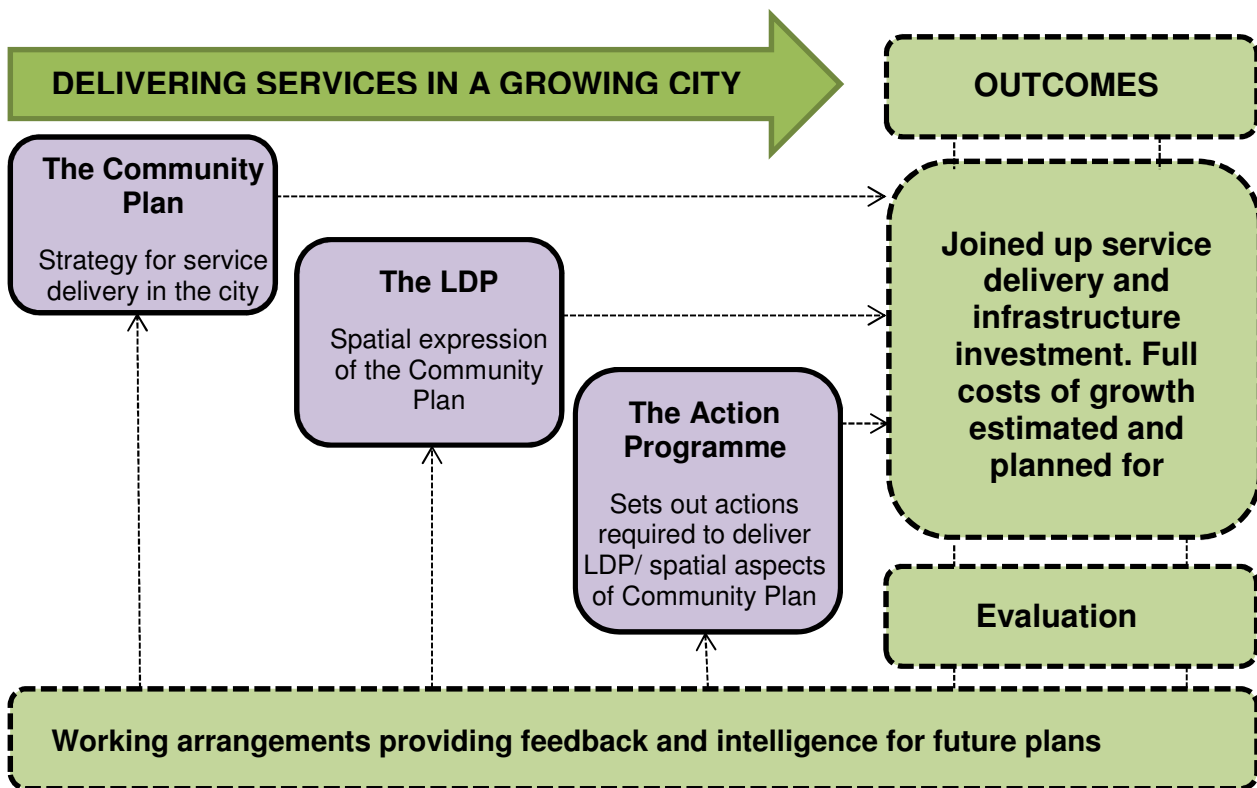 DELIVERING SERVICES IN A GROWING CITY
OUTCOMES
The Community
Plan
Strategy for service
delivery in the city
The LDP
Spatial expression
of the Community
Plan
The Action
Programme
Sets out actions
required to deliver
LDP/ spatial aspects
of Community Plan
Joined up service
delivery and
infrastructure
investment. Full
costs of growth
estimated and
planned for
Evaluation
Working arrangements providing feedback and intelligence for future plans